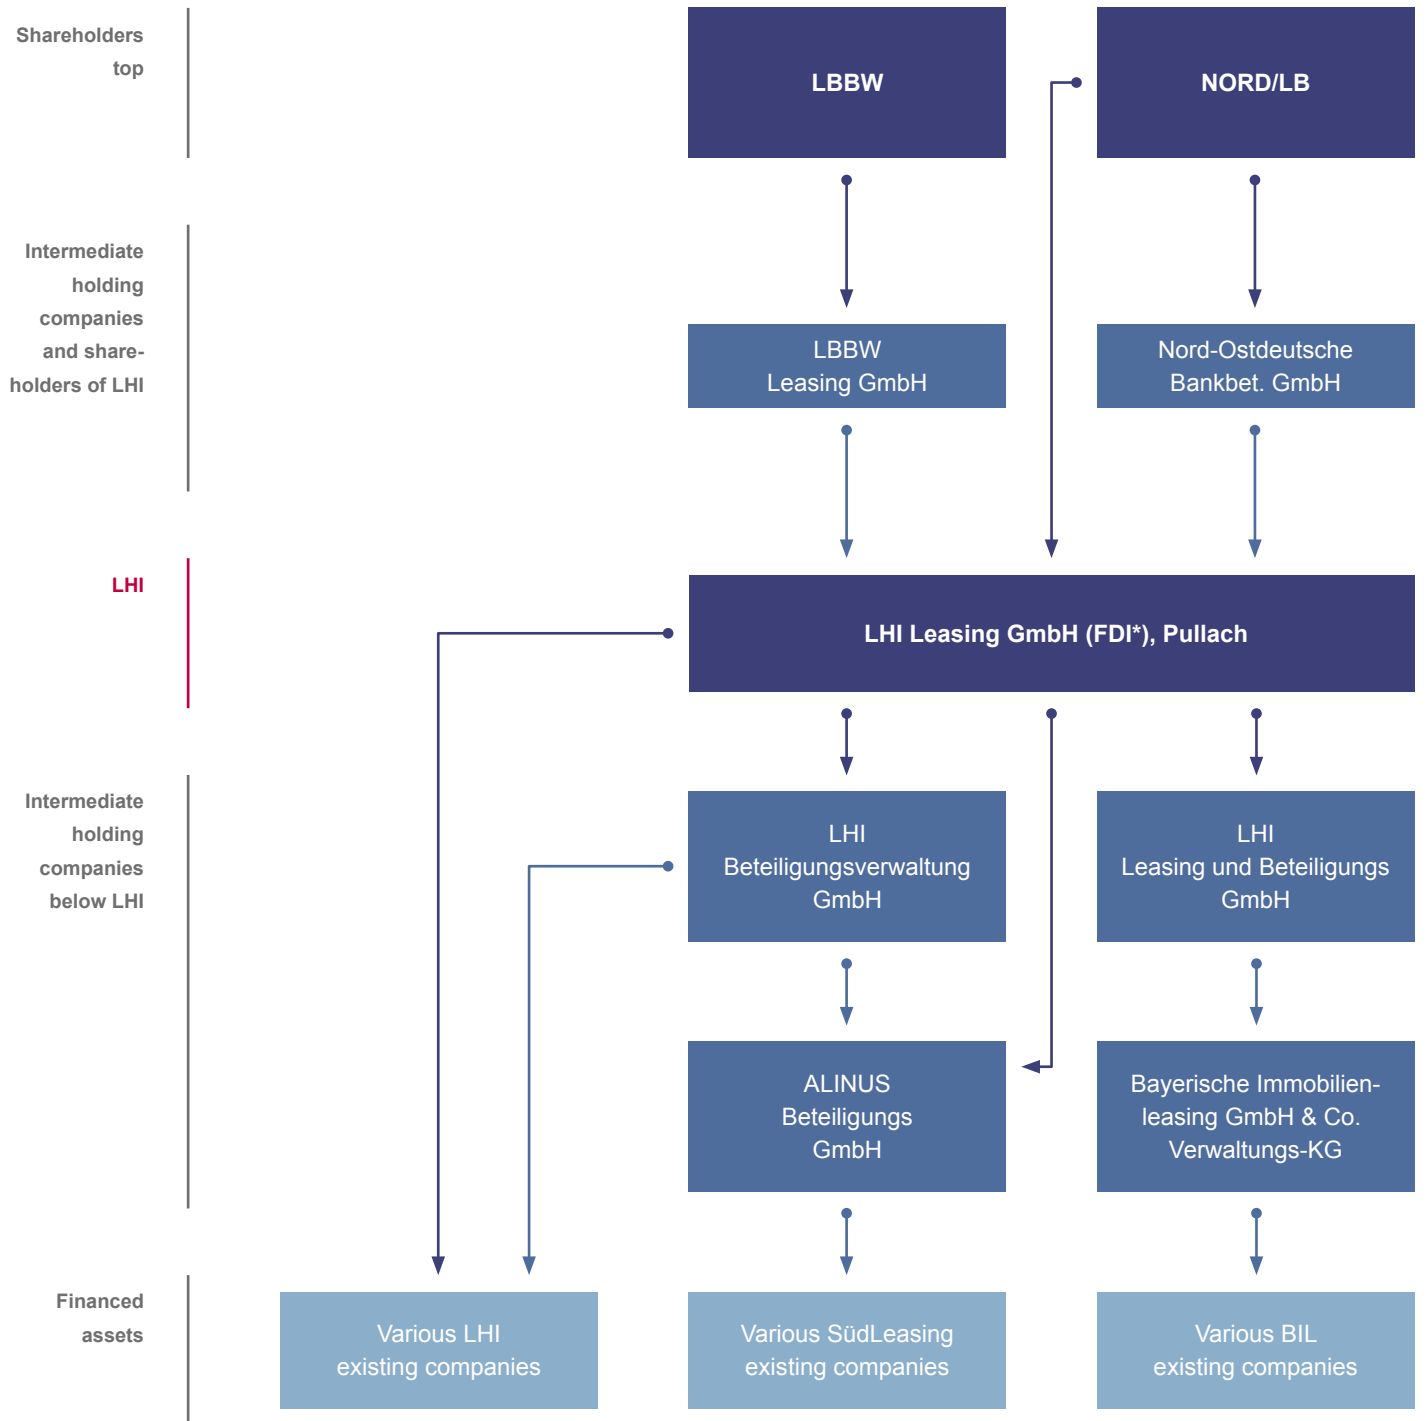 Shareholders
top
LBBW
NORD/LB
Intermediate
holding
companies
and share-
holders of LHI
LBBW
Leasing GmbH
Nord-Ostdeutsche
Bankbet. GmbH
LHI
LHI Leasing GmbH (FDI*), Pullach
Intermediate
holding
companies
below LHI
LHI
Beteiligungsverwaltung
GmbH
LHI
Leasing und Beteiligungs
GmbH
ALINUS
Beteiligungs
GmbH
Bayerische Immobilien-
leasing GmbH & Co.
Verwaltungs-KG
Financed
assets
Various LHI
existing companies
Various SüdLeasing
existing companies
Various BIL
existing companies